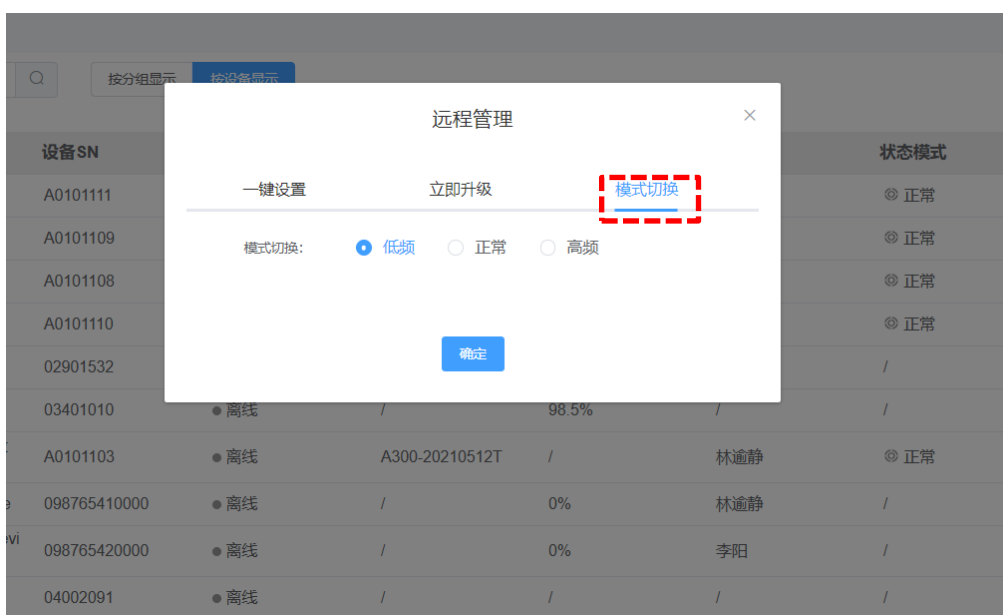 按分组显示 按设备显示
远程管理
设备SN 状态模式
一键设置 立即升级 模式切换
A0101111 正常
A0101109 正常
模式切换: 低频 正常 高频
A0101108 正常
A0101110 正常
确定
02901532 /
03401010 离线 / 98.5% / /
A0101103 离线 A300-20210512T / 林逾静 正常
098765410000 离线 / 0% 林逾静 /
evi
098765420000 离线 / 0% 李阳 /
04002091 离线 / / / /